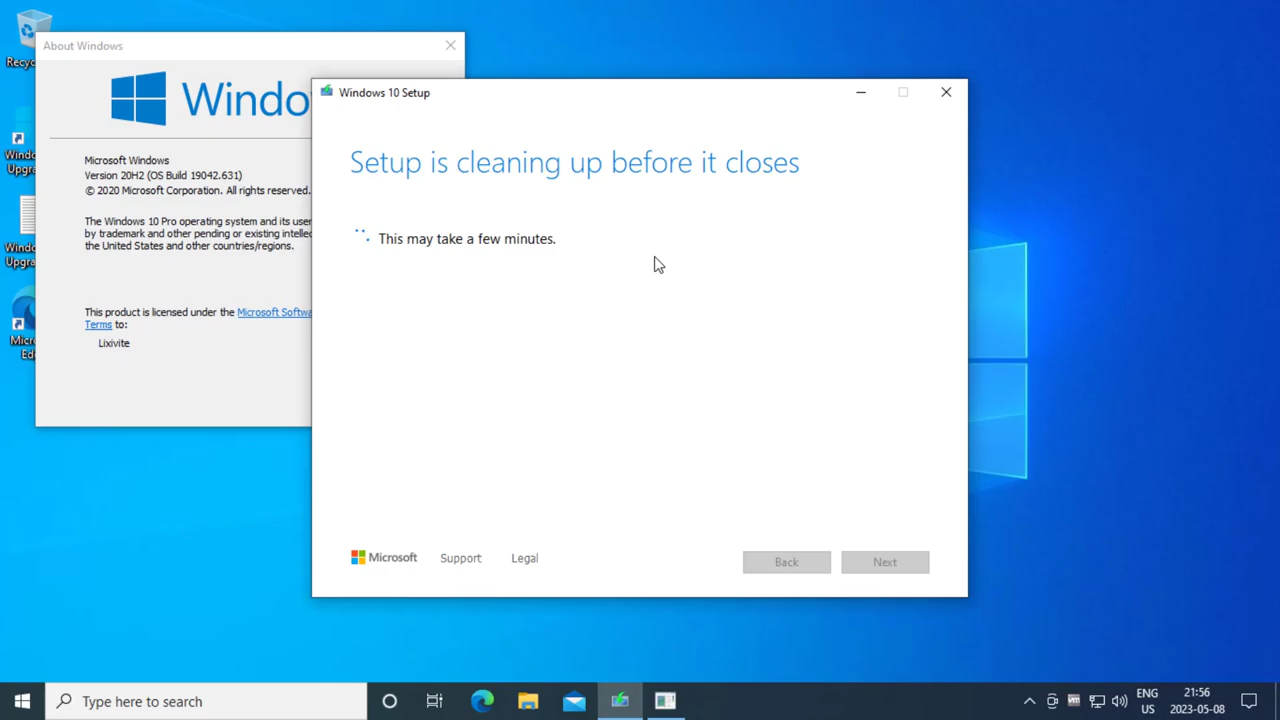 Recyc
Windo
Upgra
Windo
Upgra
Micr
Ed
About Windows
Windo
Microsoft Windows
Version 20H2 (OS Build 19042.631)
© 2020 Microsoft Corporation. All rights reserved.
The Windows 10 Pro operating system and its user
by trademark and other pending or existing intellec
the United States and other countries/regions.
This product is licensed under the Microsoft Softwa
Terms to:
Lixivite
Windows 10 Setup
Setup is cleaning up before it closes
This may take a few minutes.
Microsoft Support Legal
Back Next
Type here to search
ENG
US
21:56
2023-05-08